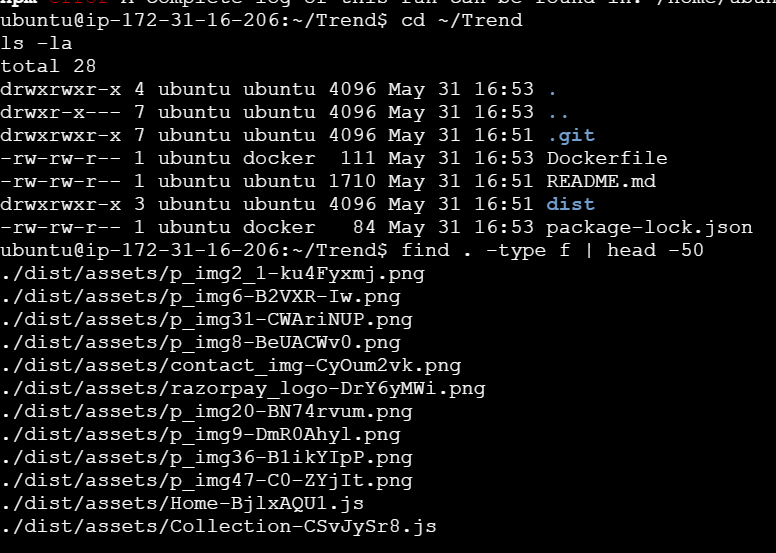 npm error A complete log of this run can be found in: /home/ubun
ubuntu@ip-172-31-16-206:~/Trend$ cd ~/Trend
ls -la
total 28
drwxrwxr-x 4 ubuntu ubuntu 4096 May 31 16:53 .
drwxr-x--- 7 ubuntu ubuntu 4096 May 31 16:53 ..
drwxrwxr-x 7 ubuntu ubuntu 4096 May 31 16:51 .git
-rw-rw-r-- 1 ubuntu docker  111 May 31 16:53 Dockerfile
-rw-rw-r-- 1 ubuntu ubuntu 1710 May 31 16:51 README.md
drwxrwxr-x 3 ubuntu ubuntu 4096 May 31 16:51 dist
-rw-rw-r-- 1 ubuntu docker   84 May 31 16:53 package-lock.json
ubuntu@ip-172-31-16-206:~/Trend$ find . -type f | head -50
./dist/assets/p_img2_1-ku4Fyxmj.png
./dist/assets/p_img6-B2VXR-Iw.png
./dist/assets/p_img31-CWAriNUP.png
./dist/assets/p_img8-BeUACWv0.png
./dist/assets/contact_img-CyOum2vk.png
./dist/assets/razorpay_logo-DrY6yMWi.png
./dist/assets/p_img20-BN74rvum.png
./dist/assets/p_img9-DmR0Ahyl.png
./dist/assets/p_img36-B1ikYIpP.png
./dist/assets/p_img47-C0-ZYjIt.png
./dist/assets/Home-BjlxAQU1.js
./dist/assets/Collection-CSvJySr8.js